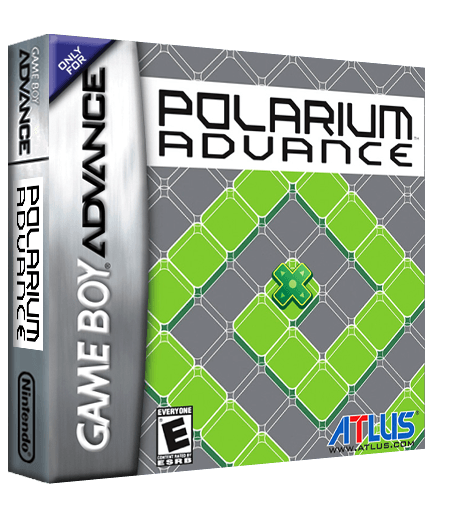 GAME BOY
ADVANCE
POLARIUM
ADVANCE
Nintendo
ONLY
FOR
GAME BOY ADVANCE
POLARIUM
ADVANCE
EVERYONE
E
CONTENT RATED BY
ESRB
ATLUS
WWW.ATLUS.COM